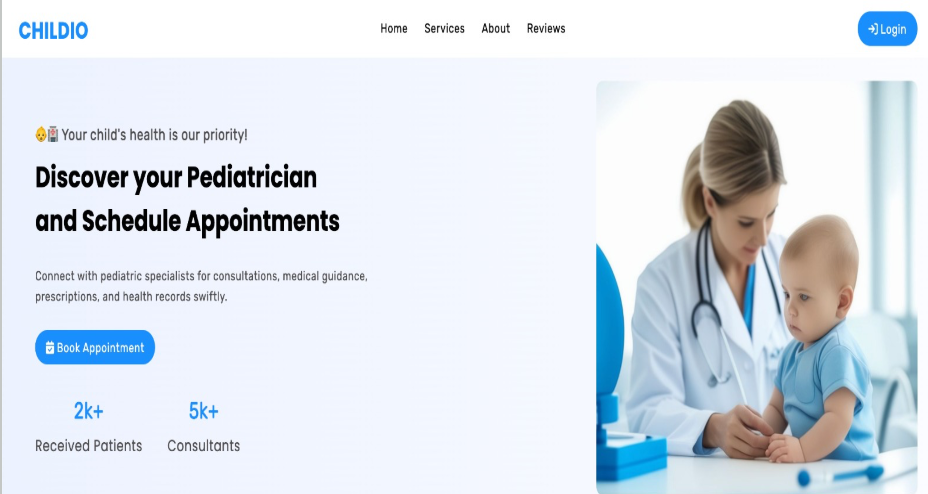 CHILDIO
Home Services About Reviews
Login
👶🏥 Your child's health is our priority!
Discover your Pediatrician
and Schedule Appointments
Connect with pediatric specialists for consultations, medical guidance,
prescriptions, and health records swiftly.
Book Appointment
2k+ 5k+
Received Patients Consultants